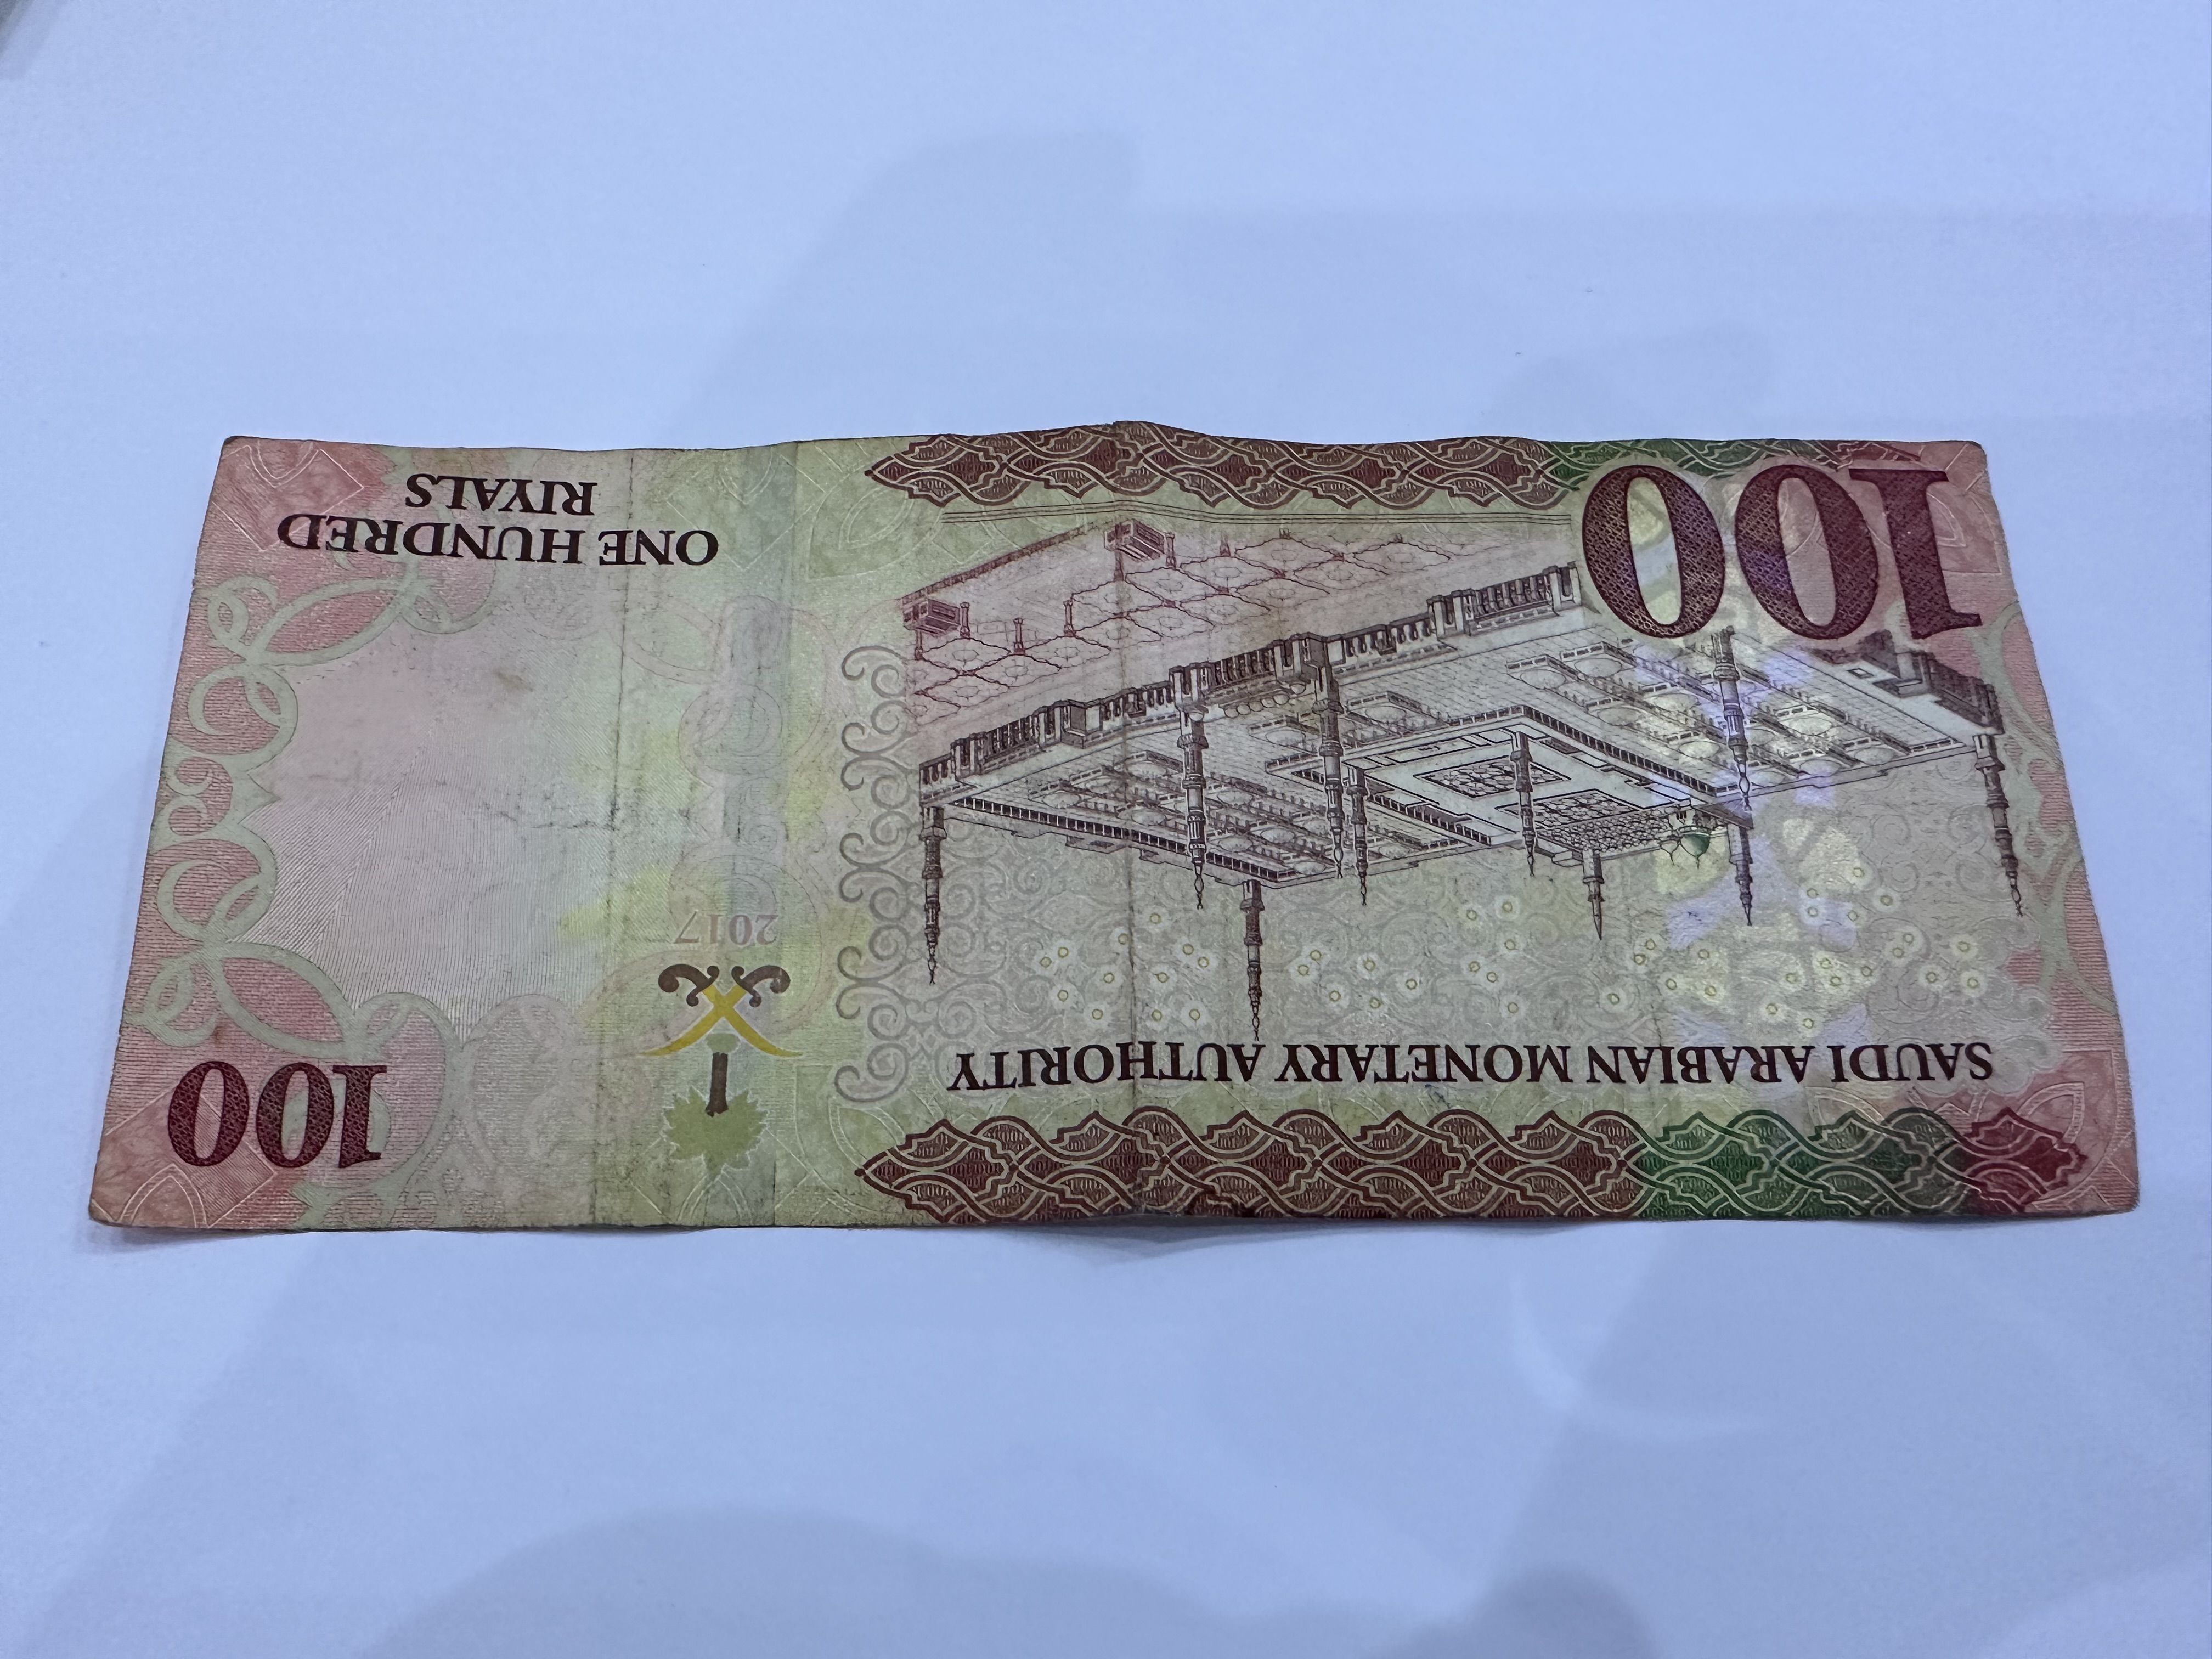 SAUDI ARABIAN MONETARY AUTHORITY
100
2017
100
ONE HUNDRED
RIYALS